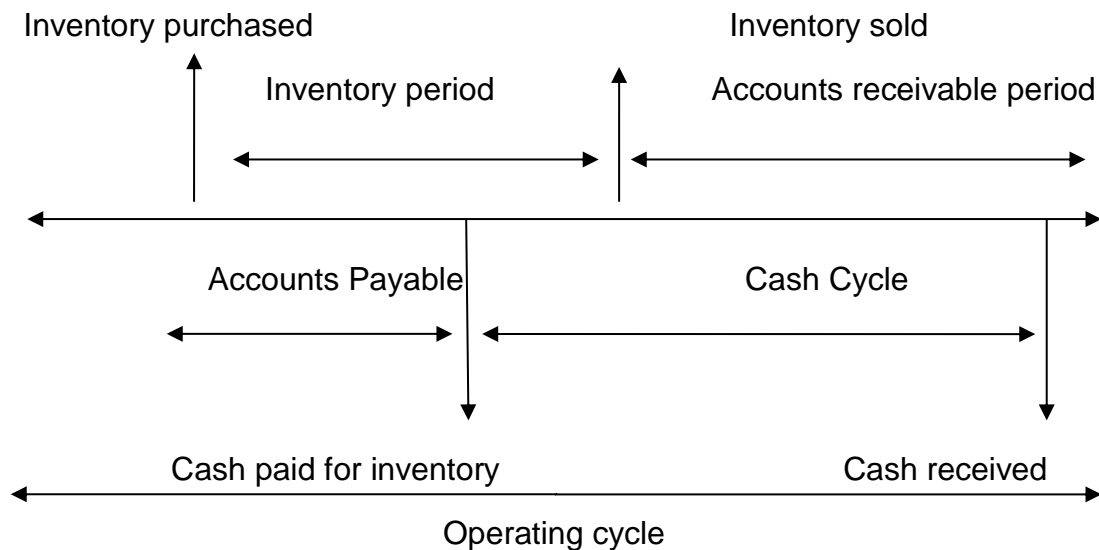 Inventory purchased
Inventory sold
Inventory period
Accounts receivable period
Accounts Payable
Cash Cycle
Cash paid for inventory
Cash received
Operating cycle